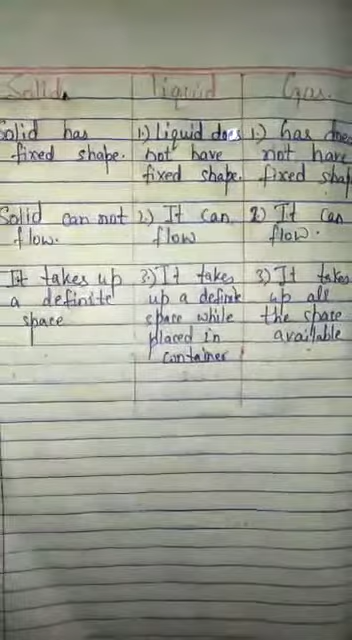 Solid. liquid Gas.
Solid has
fixed shape.
1.) liquid does
not have
fixed shape.
1.) Gas does
not have
fixed shap
Solid can not
flow.
2.) It can
flow
2.) It can
flow.
It takes up
a definite
space
3.) It takes
up a definite
space while
placed in
container
3) It takes
up all
the space
available